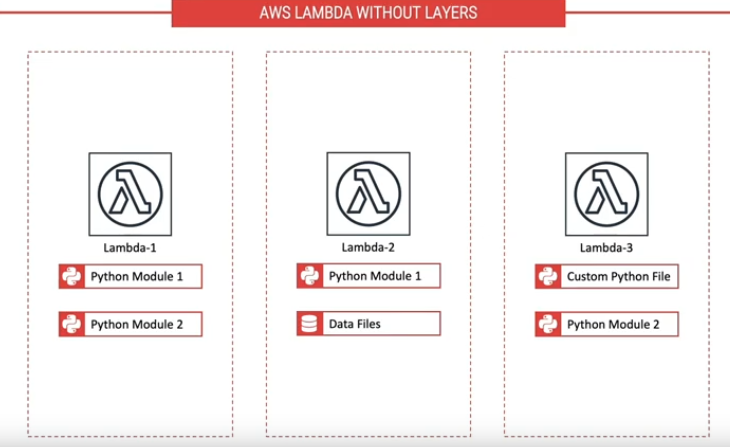 AWS LAMBDA WITHOUT LAYERS
Lambda-1
Python Module 1
Python Module 2
Lambda-2
Python Module 1
Data Files
Lambda-3
Custom Python File
Python Module 2